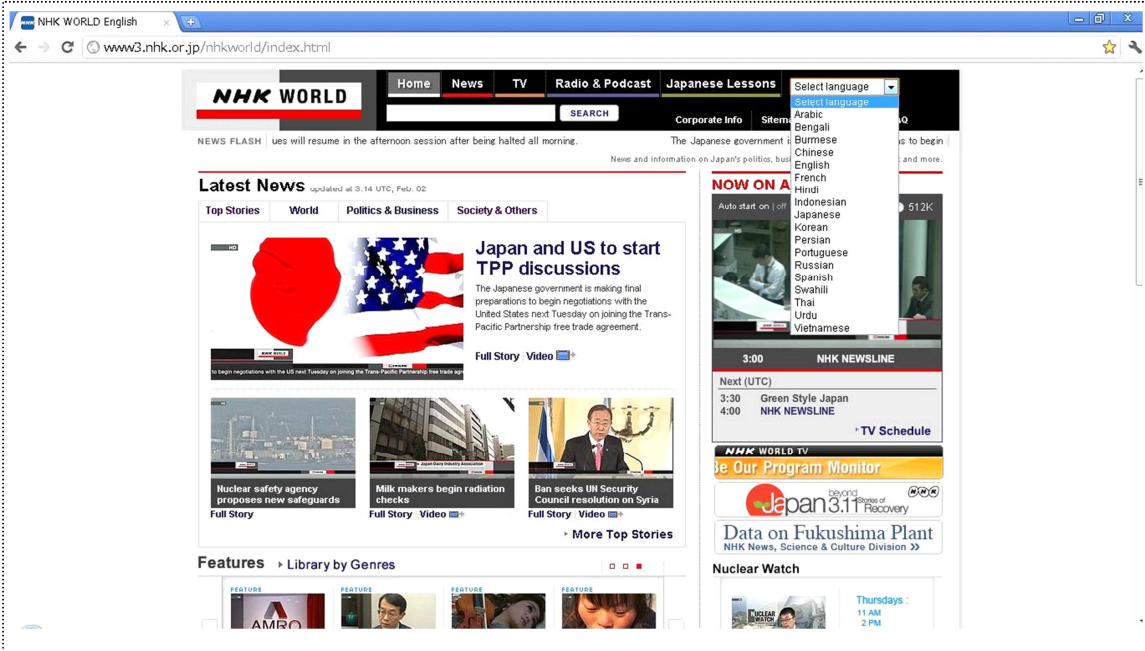 NHK WORLD English
www3.nhk.or.jp/nhkworld/index.html
NHK WORLD
Home News TV Radio & Podcast Japanese Lessons Select language
SEARCH
Corporate Info
Select language
Arabic
Bengali
Burmese
Chinese
English
French
Hindi
Indonesian
Japanese
Korean
Persian
Portuguese
Russian
Spanish
Swahili
Thai
Urdu
Vietnamese
NEWS FLASH ues will resume in the afternoon session after being halted all morning. The Japanese government to begin
News and information on Japan's politics, and more.
Latest News updated at 3.14 UTC, Feb. 02
Top Stories World Politics & Business Society & Others
HD
Japan and US to start
TPP discussions
The Japanese government is making final
preparations to begin negotiations with the
United States next Tuesday on joining the Trans-
Pacific Partnership free trade agreement.
Full Story Video
NHK WORLD
to begin negotiations with the US next Tuesday on joining the Trans-Pacific Partnership free trade
Japan Dairy Industry Association
Nuclear safety agency
proposes new safeguards
Full Story
Milk makers begin radiation
checks
Full Story Video
Ban seeks UN Security
Council resolution on Syria
Full Story Video
More Top Stories
Features Library by Genres
FEATURE FEATURE FEATURE FEATURE
AMRO
NOW ON
Auto start on | off 512K
3:00 NHK NEWSLINE
Next (UTC)
3:30 Green Style Japan
4:00 NHK NEWSLINE
TV Schedule
NHK WORLD TV
Be Our Program Monitor
Japan beyond 3.11 Stories of Recovery
NHK
Data on Fukushima Plant
NHK News, Science & Culture Division
Nuclear Watch
NUCLEAR
WATCH
Thursdays :
11 AM
2 PM